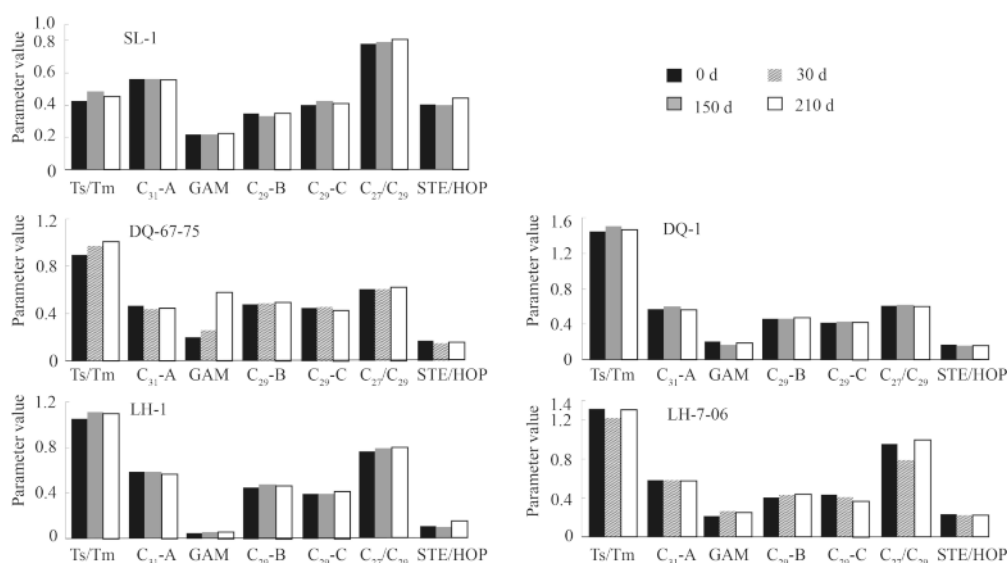 SL-1
Parameter value
1.0
0.8
0.6
0.4
0.2
0
Ts/Tm C31-A GAM C29-B C29-C C27/C29 STE/HOP
0 d 30 d
150 d 210 d
DQ-67-75
Parameter value
1.2
0.8
0.4
0
Ts/Tm C31-A GAM C29-B C29-C C27/C29 STE/HOP
DQ-1
Parameter value
1.6
1.2
0.8
0.4
0
Ts/Tm C31-A GAM C29-B C29-C C27/C29 STE/HOP
LH-1
Parameter value
1.2
0.8
0.4
0
Ts/Tm C31-A GAM C29-B C29-C C27/C29 STE/HOP
LH-7-06
Parameter value
1.4
1.2
0.8
0.4
0
Ts/Tm C31-A GAM C29-B C29-C C27/C29 STE/HOP